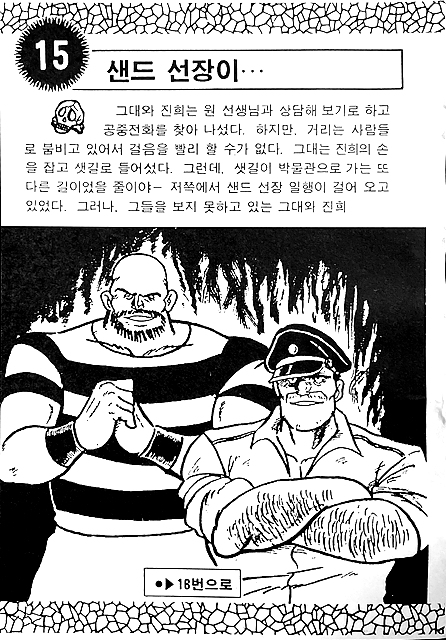 15
샌드 선장이…
그대와 진희는 원 선생님과 상담해 보기로 하고
공중전화를 찾아 나섰다. 하지만, 거리는 사람들
로 붐비고 있어서 걸음을 빨리 할 수가 없다. 그대는 진희의 손
을 잡고 샛길로 들어섰다. 그런데, 샛길이 박물관으로 가는 또
다른 길이었을 줄이야― 저쪽에서 샌드 선장 일행이 걸어 오고
있었다. 그러나, 그들을 보지 못하고 있는 그대와 진희
●▶16번으로